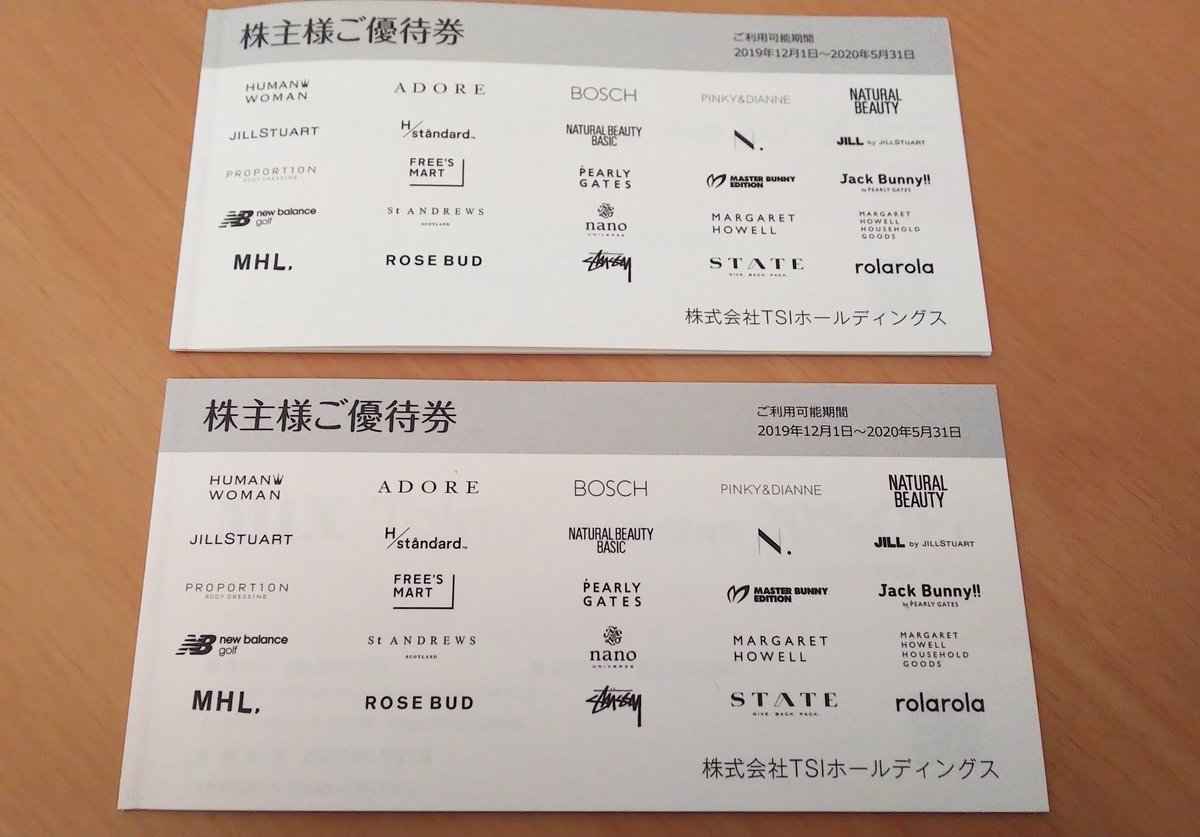 株主様ご優待券
ご利用可能期間
2019年12月1日～2020年5月31日
HUMAN WOMAN
ADORE
BOSCH
PINKY&DIANNE
NATURAL BEAUTY
JILLSTUART
H/stândard™
NATURAL BEAUTY BASIC
N.
JILL by JILLSTUART
PROPORTION BODY DRESSING
FREE'S MART
PEARLY GATES
MASTER BUNNY EDITION
Jack Bunny!! by PEARLY GATES
NB new balance golf
St ANDREWS SCOTLAND
nano UNIVERSE
MARGARET HOWELL
MARGARET HOWELL HOUSEHOLD GOODS
MHL.
ROSE BUD
STÜSSY
STATE GIVE. BACK. PACK.
rolarola
株式会社TSIホールディングス
株主様ご優待券
ご利用可能期間
2019年12月1日～2020年5月31日
HUMAN WOMAN
ADORE
BOSCH
PINKY&DIANNE
NATURAL BEAUTY
JILLSTUART
H/stândard™
NATURAL BEAUTY BASIC
N.
JILL by JILLSTUART
PROPORTION BODY DRESSING
FREE'S MART
PEARLY GATES
MASTER BUNNY EDITION
Jack Bunny!! by PEARLY GATES
NB new balance golf
St ANDREWS SCOTLAND
nano UNIVERSE
MARGARET HOWELL
MARGARET HOWELL HOUSEHOLD GOODS
MHL.
ROSE BUD
STÜSSY
STATE GIVE. BACK. PACK.
rolarola
株式会社TSIホールディングス